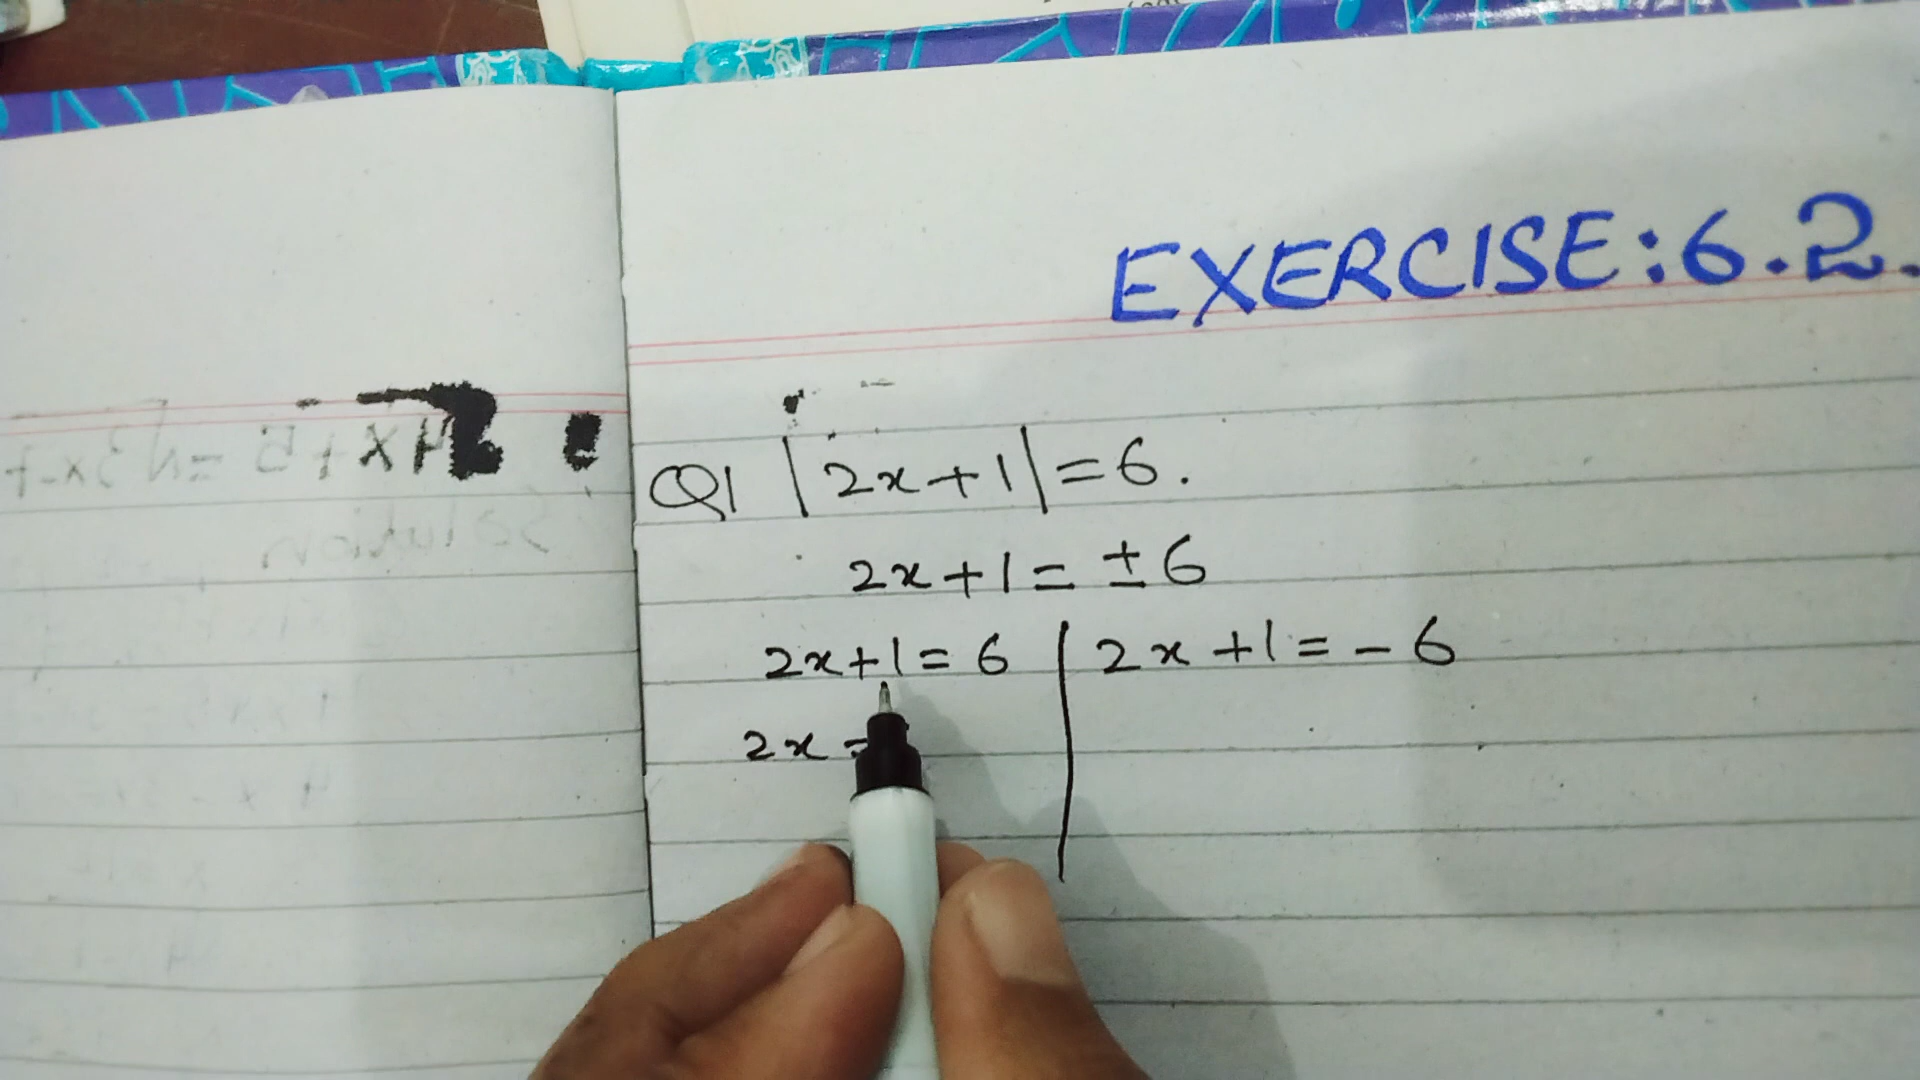 EXERCISE:6.2.
Q1 |2x+1|=6.
2x+1=±6
2x+1=6 | 2x+1=-6
2x =